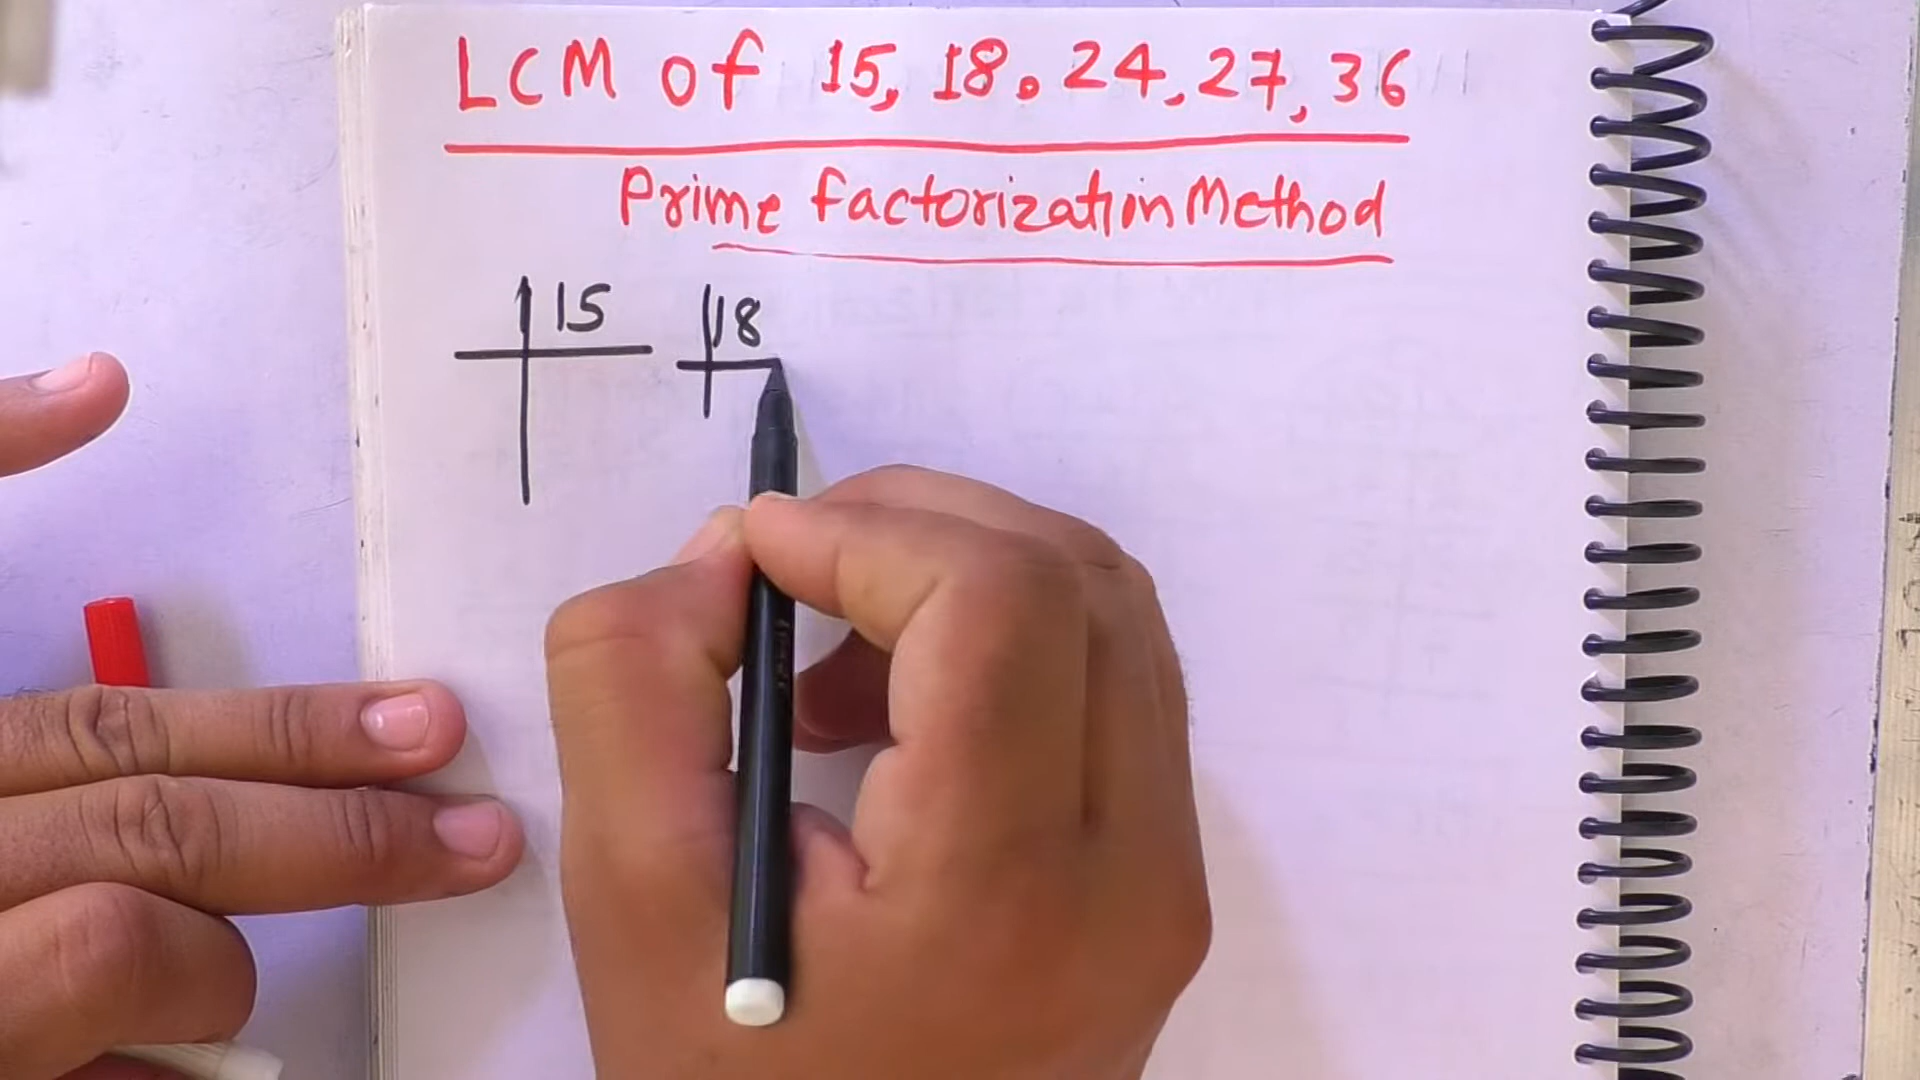 LCM of 15, 18, 24, 27, 36
Prime factorization Method
15 18